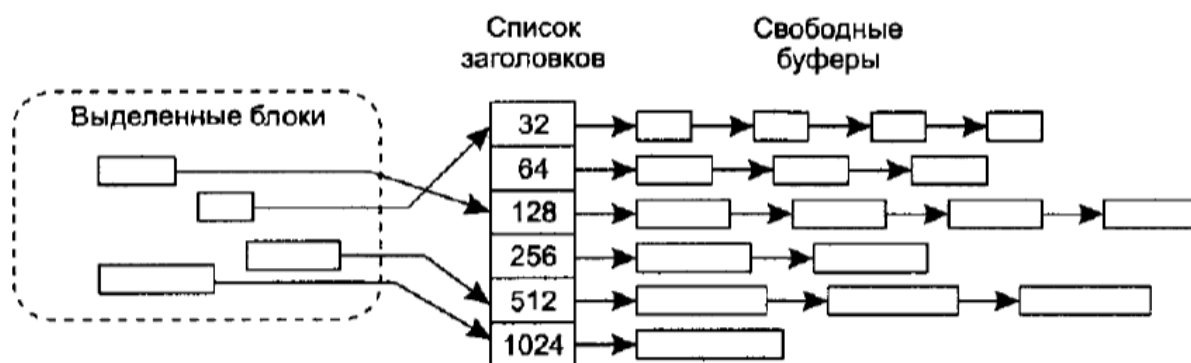 Список
заголовков
Свободные
буферы
Выделенные блоки
32
64
128
256
512
1024